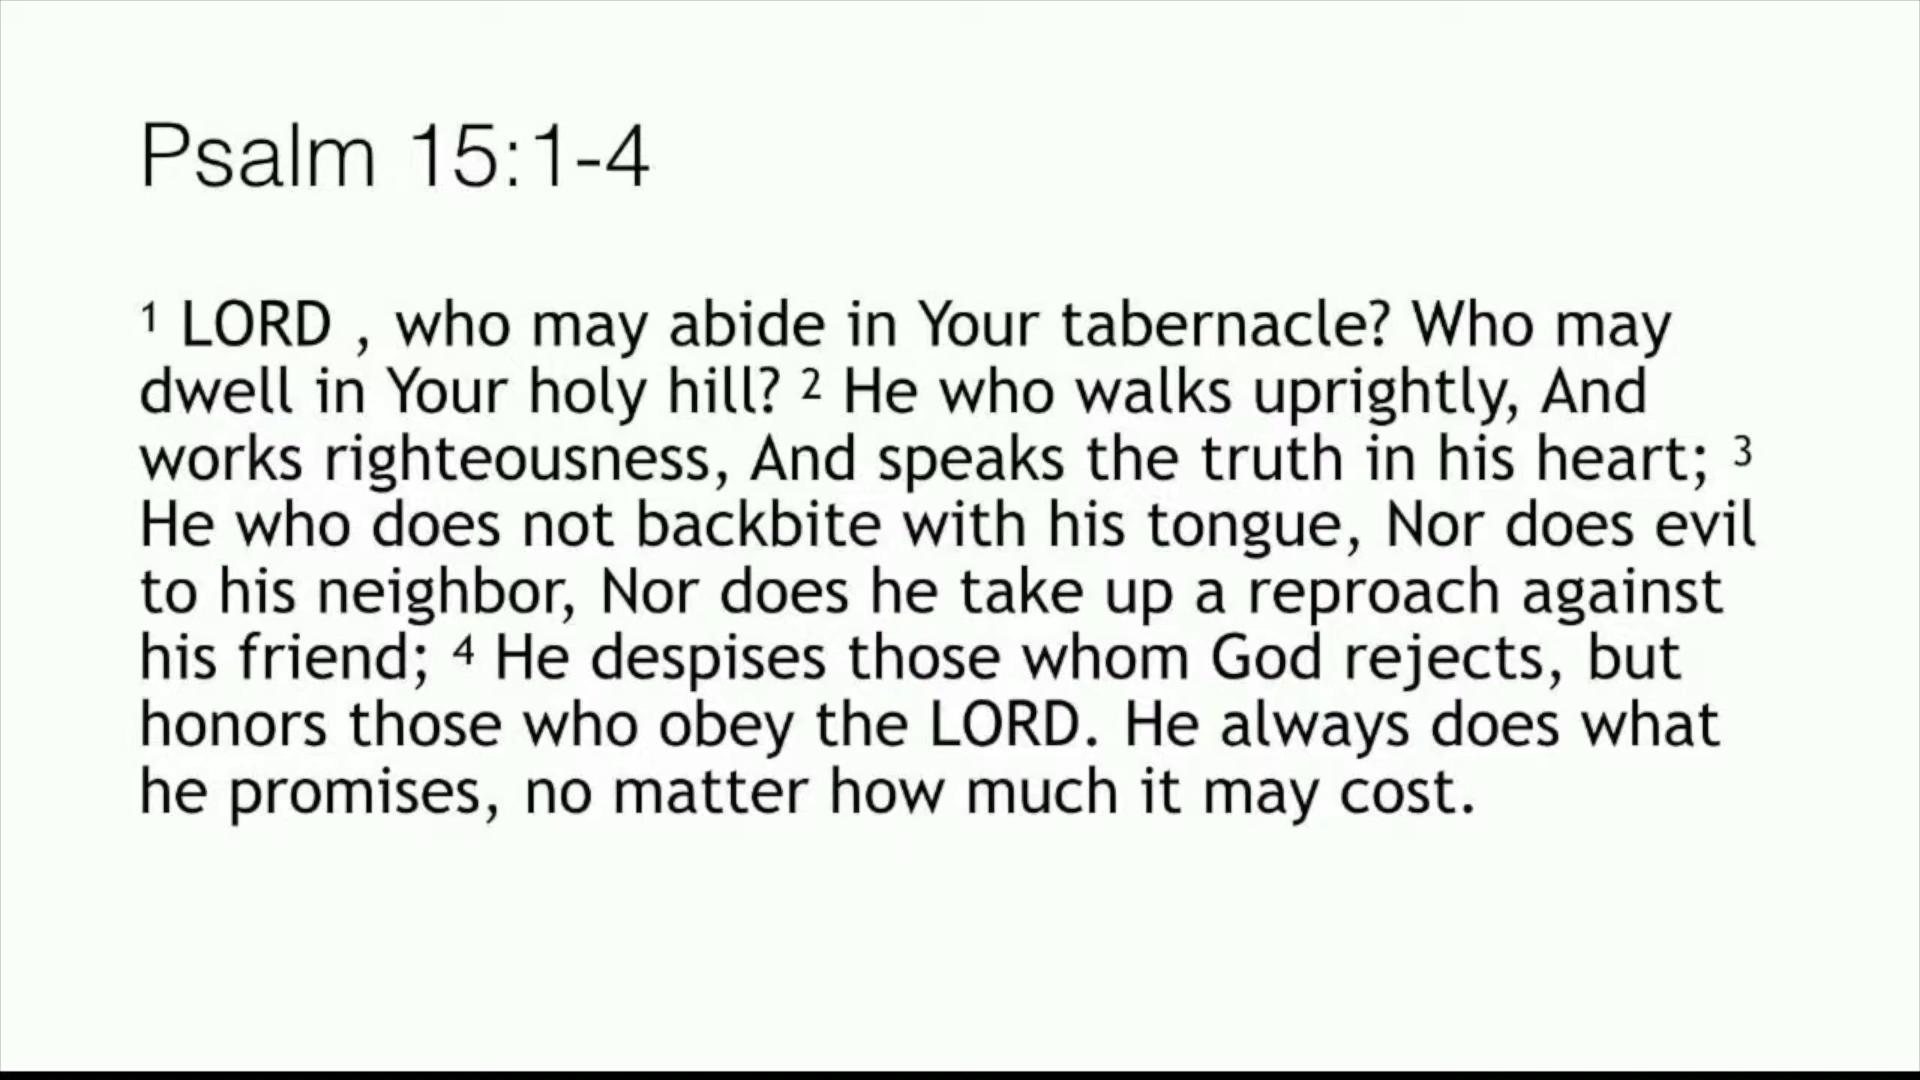 Psalm 15:1-4
1 LORD , who may abide in Your tabernacle? Who may
dwell in Your holy hill? 2 He who walks uprightly, And
works righteousness, And speaks the truth in his heart; 3
He who does not backbite with his tongue, Nor does evil
to his neighbor, Nor does he take up a reproach against
his friend; 4 He despises those whom God rejects, but
honors those who obey the LORD. He always does what
he promises, no matter how much it may cost.